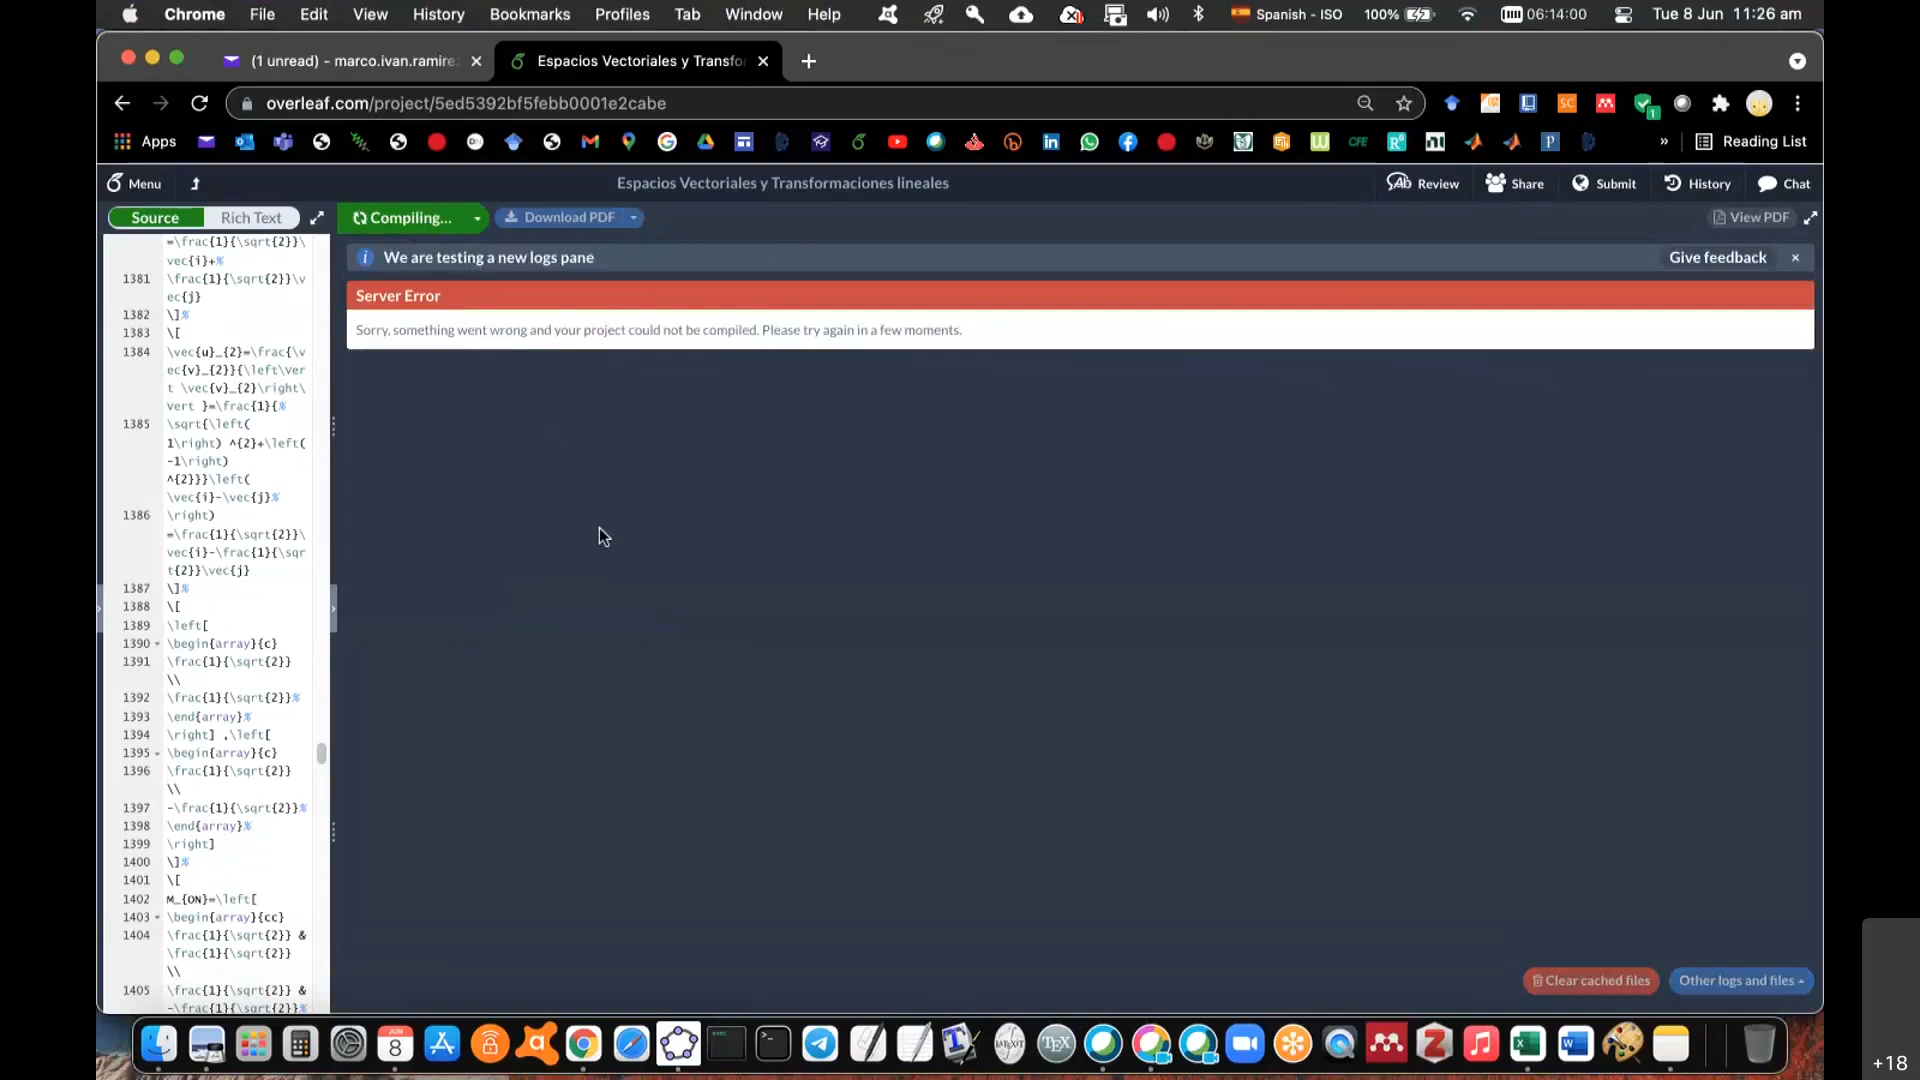 Chrome File Edit View History Bookmarks Profiles Tab Window Help Spanish - ISO 100% 06:14:00 Tue 8 Jun 11:26 am
(1 unread) - marco.ivan.ramire Espacios Vectoriales y Transfor
overleaf.com/project/5ed5392bf5febb0001e2cabe
Apps Reading List
Menu Espacios Vectoriales y Transformaciones lineales Review Share Submit History Chat
Source Rich Text Compiling... Download PDF View PDF
=\frac{1}{\sqrt{2}}\
vec{i}+%
1381 \frac{1}{\sqrt{2}}\v
ec{j}
1382 \]%
1383 \[
1384 \vec{u}_{2}=\frac{\v
ec{v}_{2}}{\left\Ver
t \vec{v}_{2}\right\
Vert }=\frac{1}{%
1385 \sqrt{\left(
1\right) ^{2}+\left(
-1\right)
^{2}}}\left(
\vec{i}-\vec{j}%
1386 \right)
=\frac{1}{\sqrt{2}}\
vec{i}-\frac{1}{\sqr
t{2}}\vec{j}
1387 \]%
1388 \[
1389 \left[
1390 \begin{array}{c}
1391 \frac{1}{\sqrt{2}}
\\
1392 \frac{1}{\sqrt{2}}%
1393 \end{array}%
1394 \right] ,\left[
1395 \begin{array}{c}
1396 \frac{1}{\sqrt{2}}
\\
1397 -\frac{1}{\sqrt{2}}%
1398 \end{array}%
1399 \right]
1400 \]%
1401 \[
1402 M_{ON}=\left[
1403 \begin{array}{cc}
1404 \frac{1}{\sqrt{2}} &
\frac{1}{\sqrt{2}}
\\
1405 \frac{1}{\sqrt{2}} &
-\frac{1}{\sqrt{2}}%
We are testing a new logs pane Give feedback
Server Error
Sorry, something went wrong and your project could not be compiled. Please try again in a few moments.
Clear cached files Other logs and files
+18